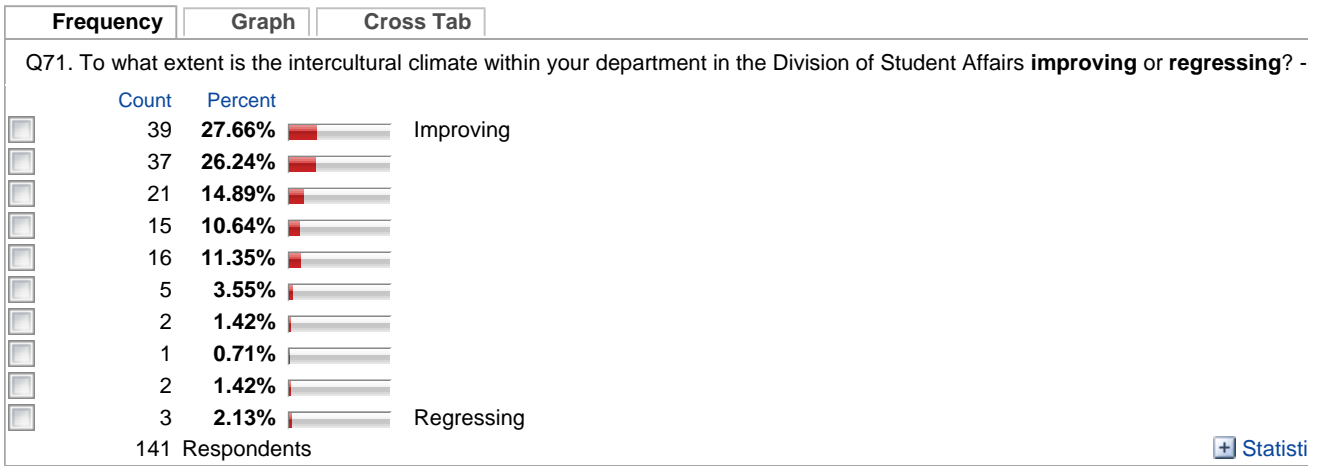 Frequency Graph Cross Tab
Q71. To what extent is the intercultural climate within your department in the Division of Student Affairs improving or regressing? -
Count Percent
39 27.66% Improving
37 26.24%
21 14.89%
15 10.64%
16 11.35%
5 3.55%
2 1.42%
1 0.71%
2 1.42%
3 2.13% Regressing
141 Respondents + Statisti